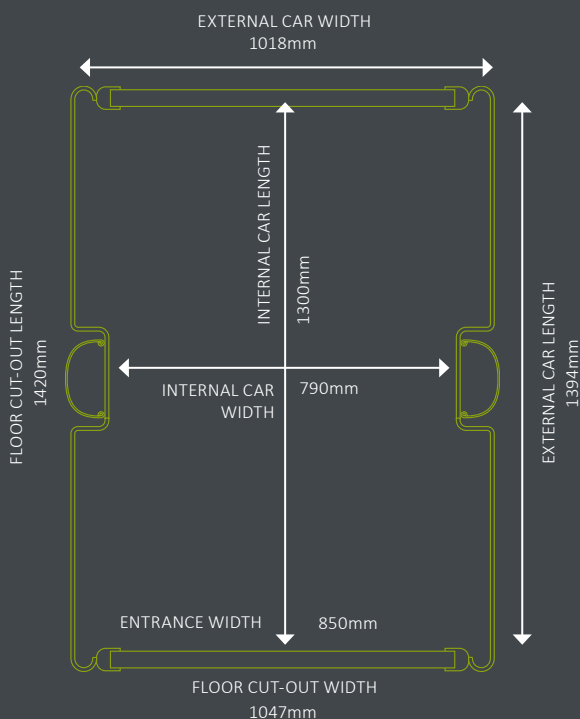 EXTERNAL CAR WIDTH
1018mm
INTERNAL CAR LENGTH
1300mm
FLOOR CUT-OUT LENGTH
1420mm
EXTERNAL CAR LENGTH
1394mm
INTERNAL CAR
WIDTH
790mm
ENTRANCE WIDTH
850mm
FLOOR CUT-OUT WIDTH
1047mm